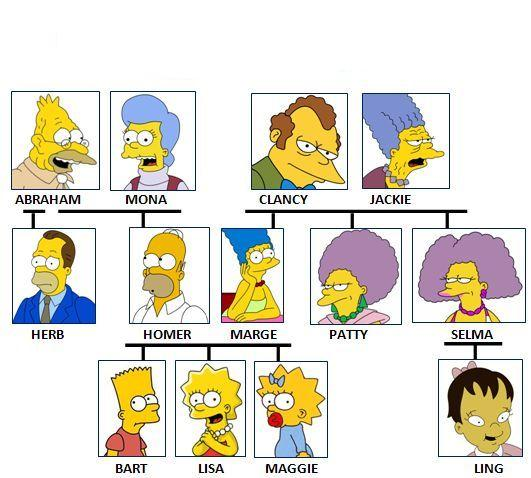 ABRAHAM MONA CLANCY JACKIE
HERB HOMER MARGE PATTY SELMA
BART LISA MAGGIE LING